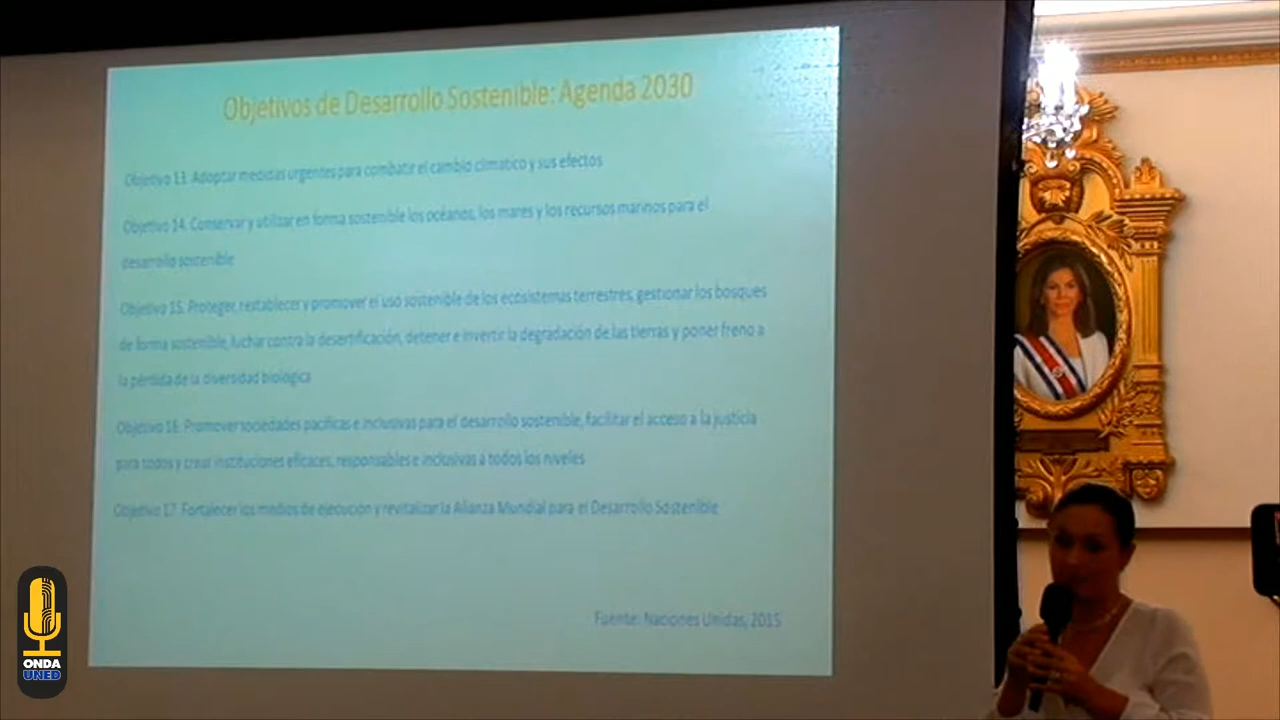 Objetivos de Desarrollo Sostenible: Agenda 2030
Objetivo 13. Adoptar medidas urgentes para combatir el cambio climatico y sus efectos
Objetivo 14. Conservar y utilizar en forma sostenible los océanos, los mares y los recursos marinos para el
desarrollo sostenible
Objetivo 15. Proteger, restablecer y promover el uso sostenible de los ecosistemas terrestres, gestionar los bosques
de forma sostenible, luchar contra la desertificación, detener e invertir la degradación de las tierras y poner freno a
la pérdida de la diversidad biológica
Objetivo 16. Promover sociedades pacíficas e inclusivas para el desarrollo sostenible, facilitar el acceso a la justicia
para todos y crear instituciones eficaces, responsables e inclusivas a todos los niveles
Objetivo 17. Fortalecer los medios de ejecución y revitalizar la Alianza Mundial para el Desarrollo Sostenible
Fuente: Naciones Unidas, 2015
ONDA
UNED